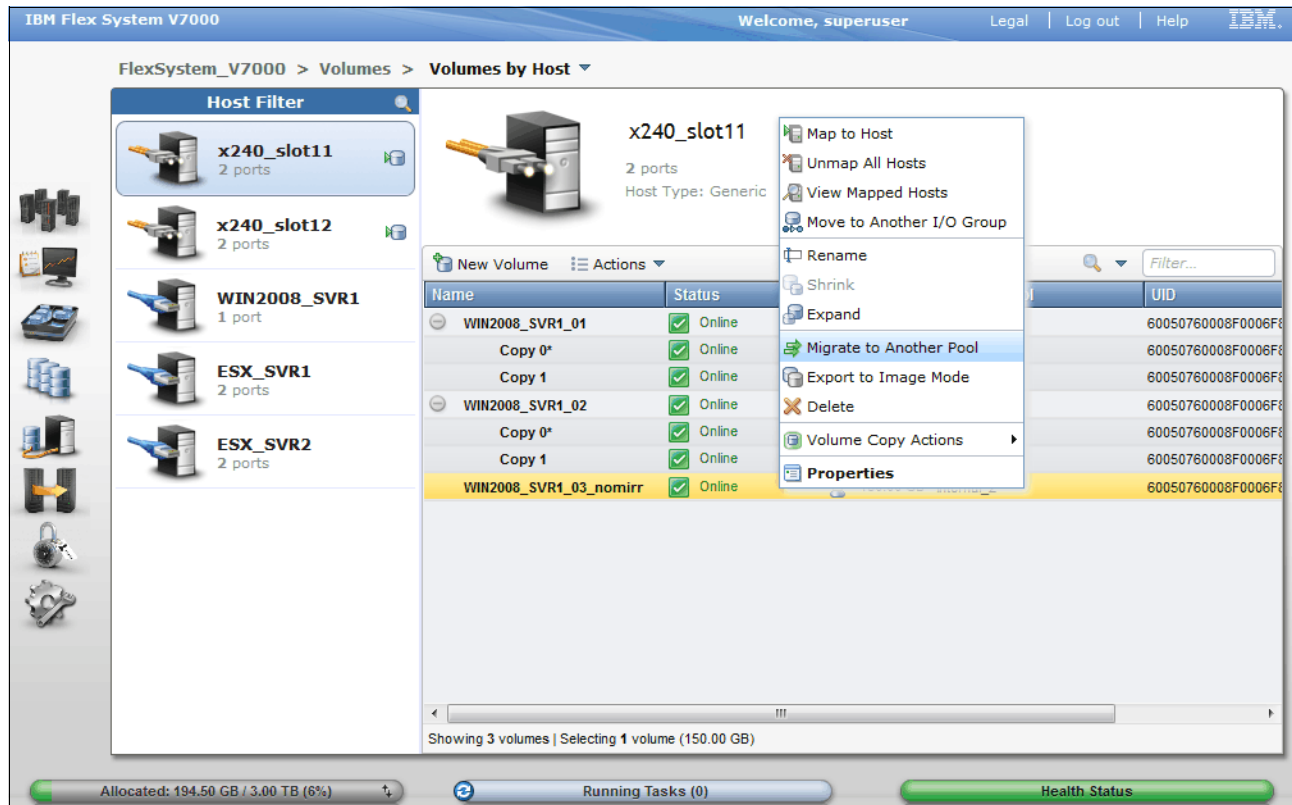 IBM Flex System V7000
Welcome, superuser
Legal | Log out | Help
IBM.
FlexSystem_V7000 > Volumes > Volumes by Host
Host Filter
x240_slot11
2 ports
x240_slot12
2 ports
WIN2008_SVR1
1 port
ESX_SVR1
2 ports
ESX_SVR2
2 ports
x240_slot11
2 ports
Host Type: Generic
New Volume Actions
Filter...
Name Status UID
WIN2008_SVR1_01 Online 60050760008F0006F8
Copy 0* Online 60050760008F0006F8
Copy 1 Online 60050760008F0006F8
WIN2008_SVR1_02 Online 60050760008F0006F8
Copy 0* Online 60050760008F0006F8
Copy 1 Online 60050760008F0006F8
WIN2008_SVR1_03_nomirr Online 60050760008F0006F8
Map to Host
Unmap All Hosts
View Mapped Hosts
Move to Another I/O Group
Rename
Shrink
Expand
Migrate to Another Pool
Export to Image Mode
Delete
Volume Copy Actions
Properties
Showing 3 volumes | Selecting 1 volume (150.00 GB)
Allocated: 194.50 GB / 3.00 TB (6%)
Running Tasks (0)
Health Status